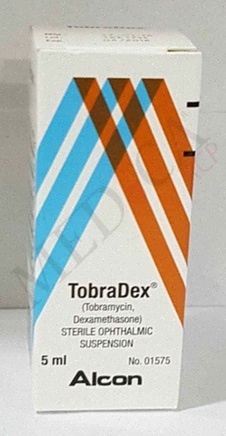 TobraDex®
(Tobramycin,
Dexamethasone)
STERILE OPHTHALMIC
SUSPENSION
5 ml No. 01575
Alcon